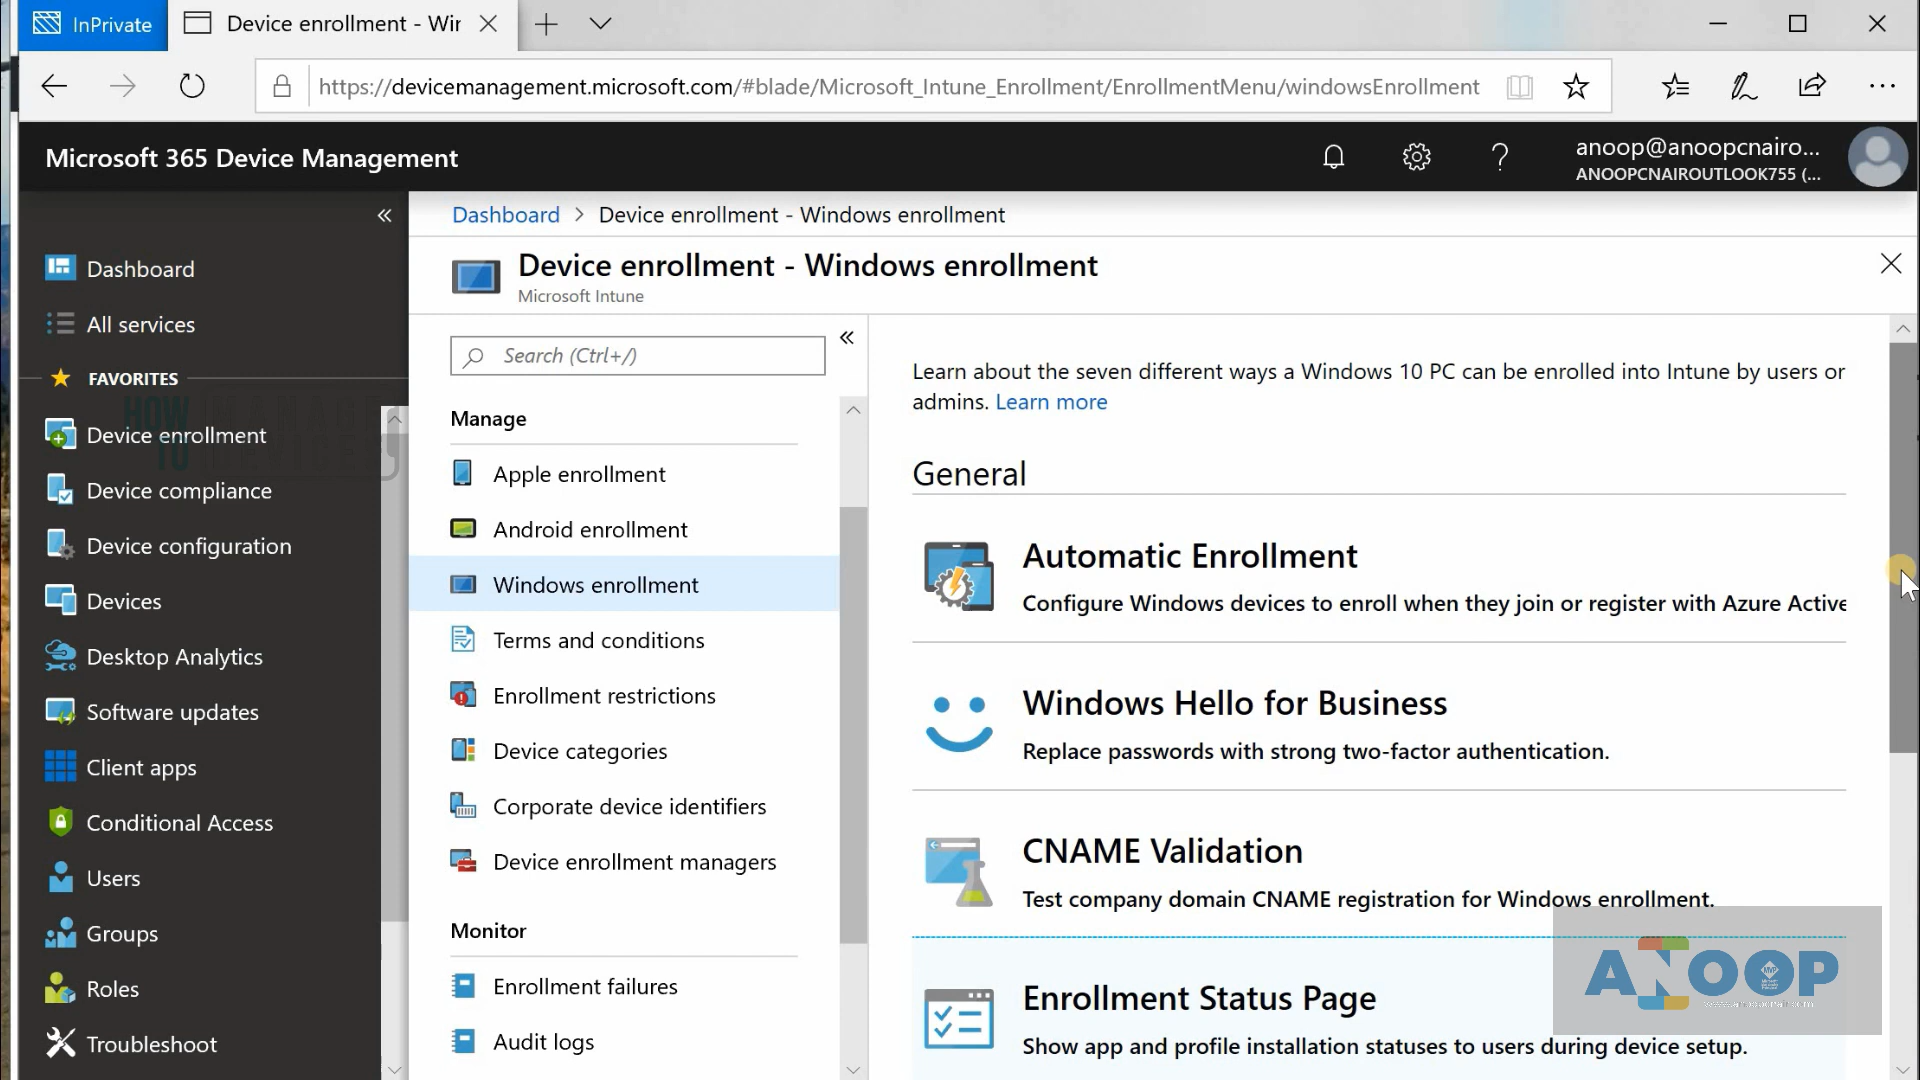 InPrivate
Device enrollment - Wir
https://devicemanagement.microsoft.com/#blade/Microsoft_Intune_Enrollment/EnrollmentMenu/windowsEnrollment
Microsoft 365 Device Management
anoop@anoopcnairo...
ANOOPCNAIROUTLOOK755 (...
Dashboard
All services
FAVORITES
Device enrollment
Device compliance
Device configuration
Devices
Desktop Analytics
Software updates
Client apps
Conditional Access
Users
Groups
Roles
Troubleshoot
HOW TO MANAGE DEVICES
Dashboard > Device enrollment - Windows enrollment
Device enrollment - Windows enrollment
Microsoft Intune
Search (Ctrl+/)
Manage
Apple enrollment
Android enrollment
Windows enrollment
Terms and conditions
Enrollment restrictions
Device categories
Corporate device identifiers
Device enrollment managers
Monitor
Enrollment failures
Audit logs
Learn about the seven different ways a Windows 10 PC can be enrolled into Intune by users or
admins. Learn more
General
Automatic Enrollment
Configure Windows devices to enroll when they join or register with Azure Active
Windows Hello for Business
Replace passwords with strong two-factor authentication.
CNAME Validation
Test company domain CNAME registration for Windows enrollment.
Enrollment Status Page
Show app and profile installation statuses to users during device setup.
ANOOP